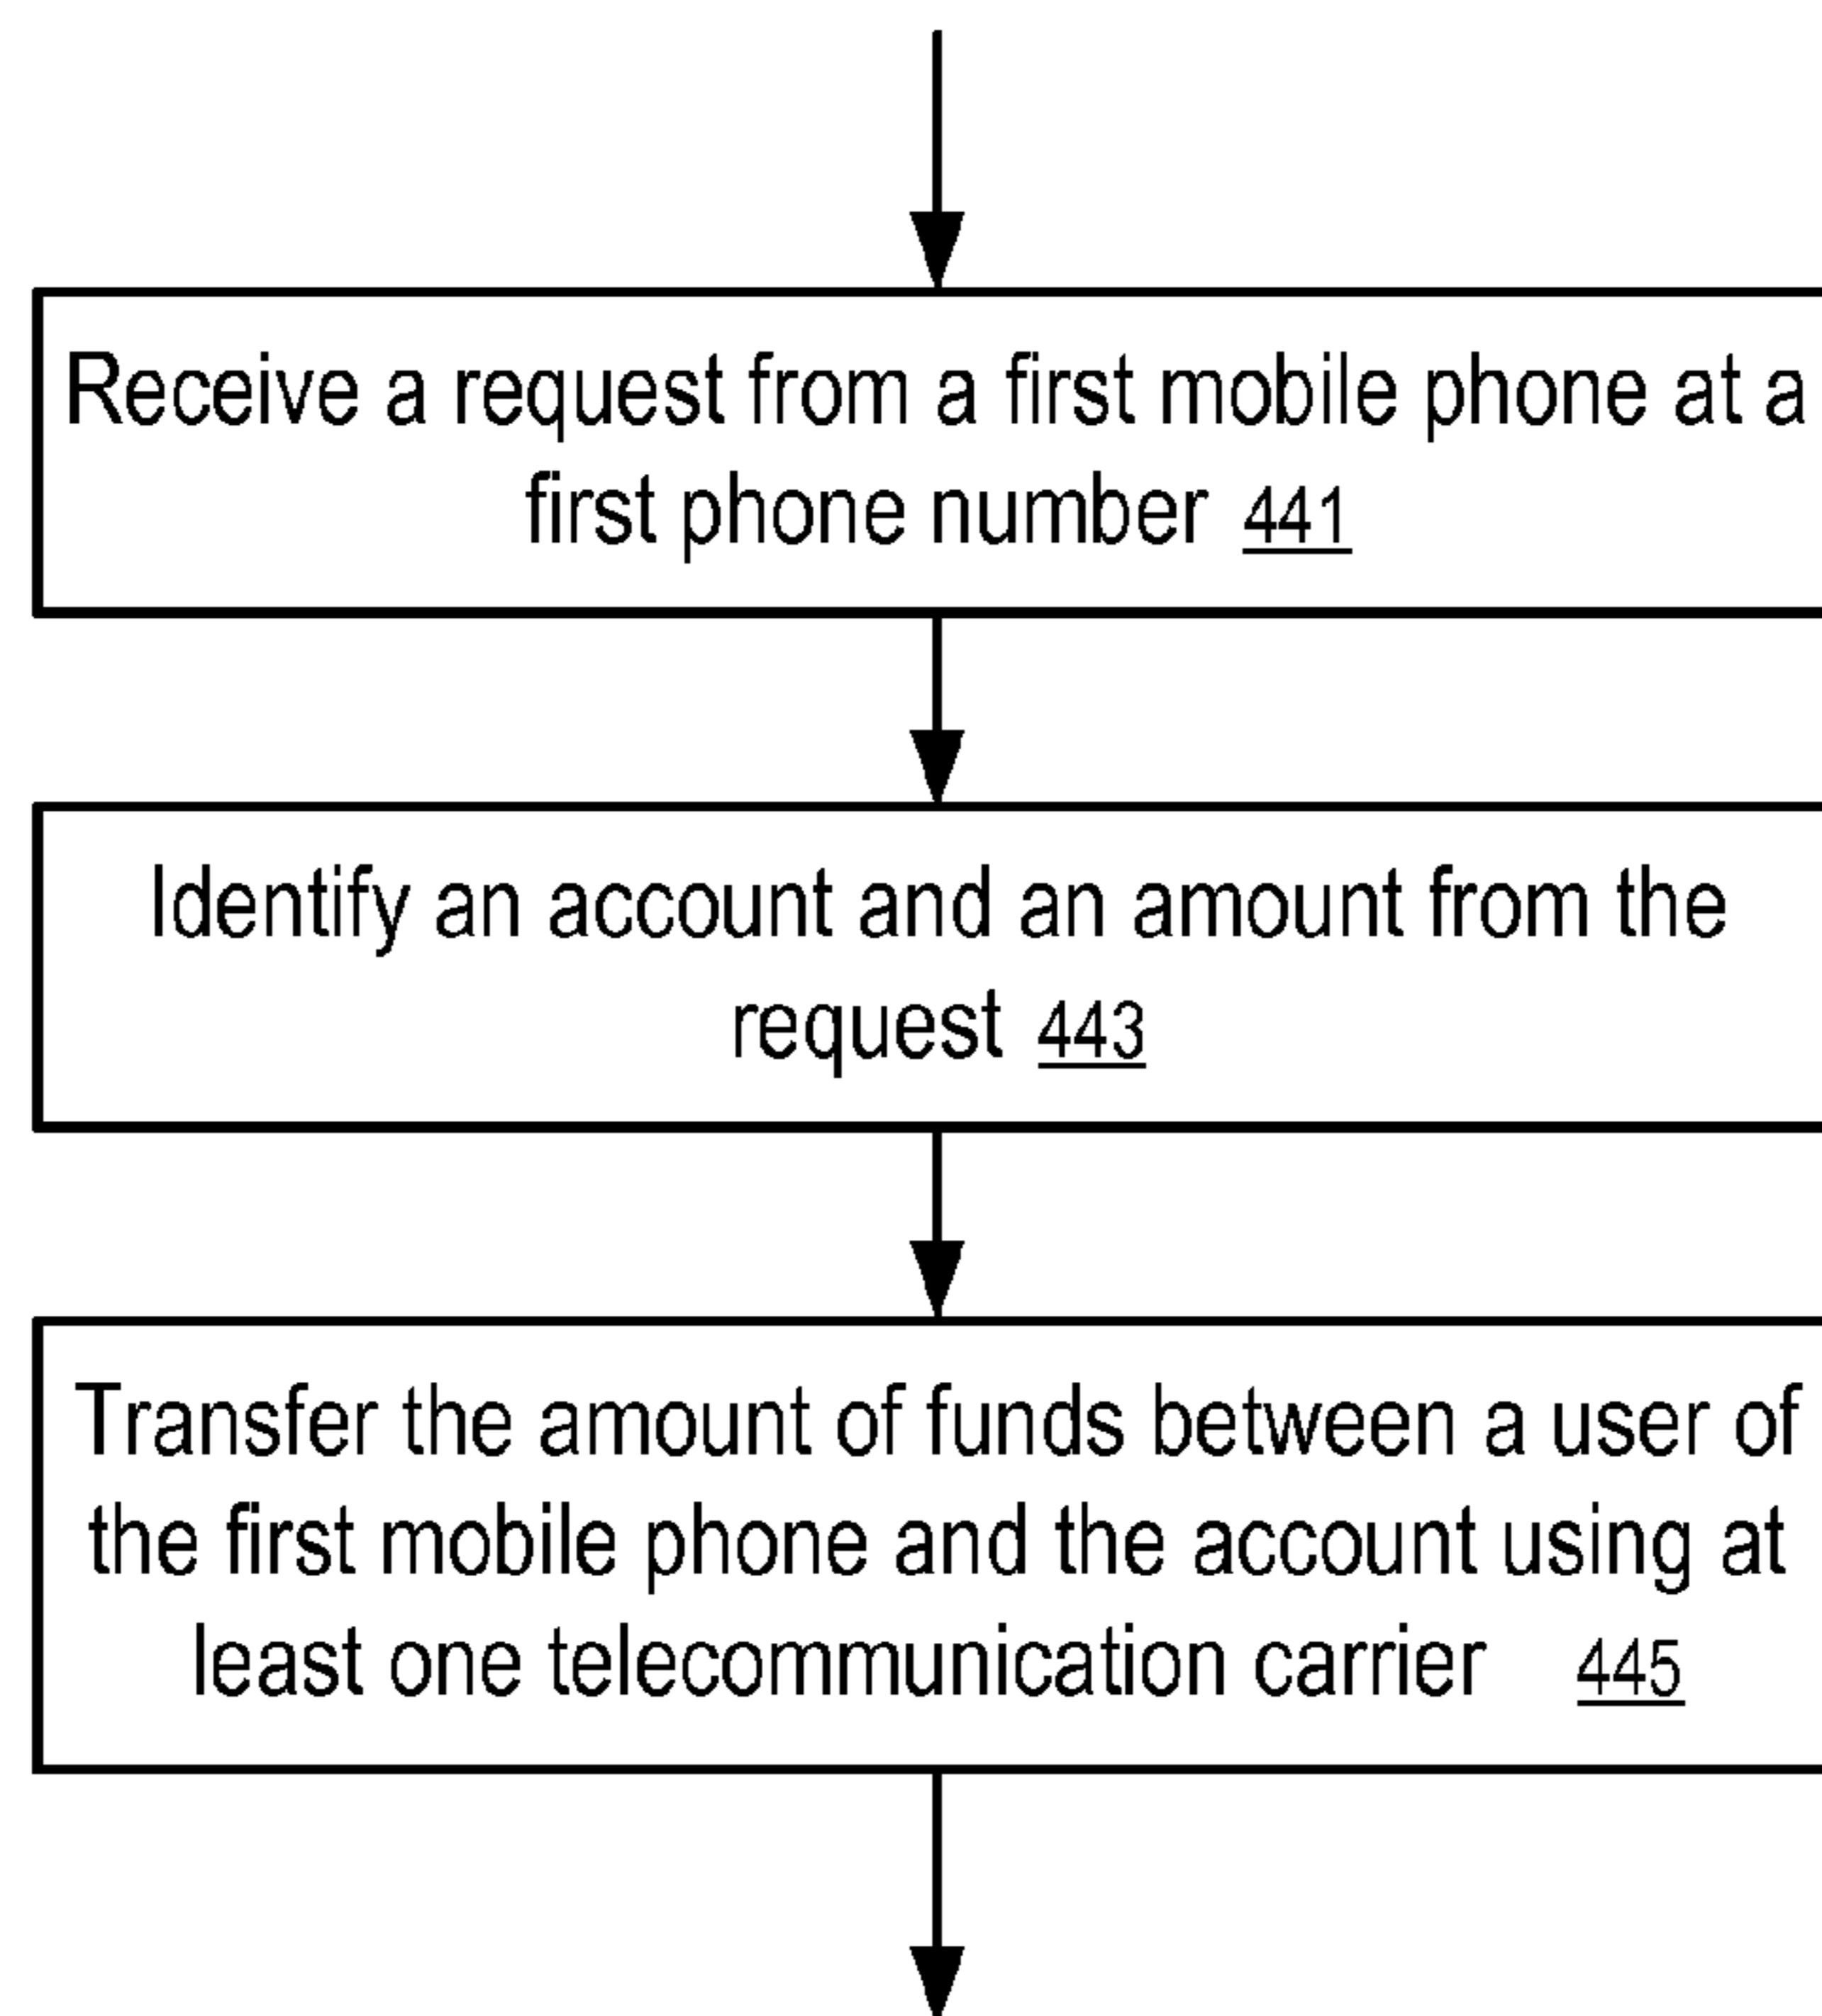 Receive a request from a first mobile phone at a
first phone number 441
Identify an account and an amount from the
request 443
Transfer the amount of funds between a user of
the first mobile phone and the account using at
least one telecommunication carrier 445